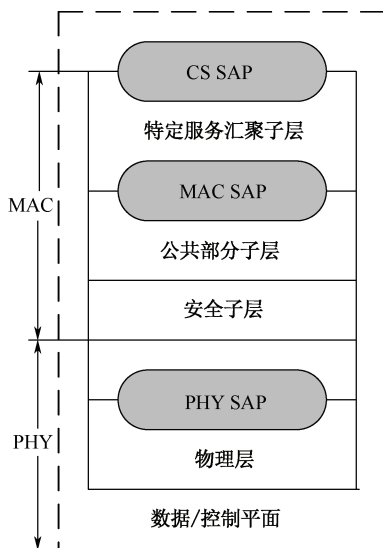 CS SAP
特定服务汇聚子层
MAC SAP
MAC
公共部分子层
安全子层
PHY SAP
PHY
物理层
数据/控制平面